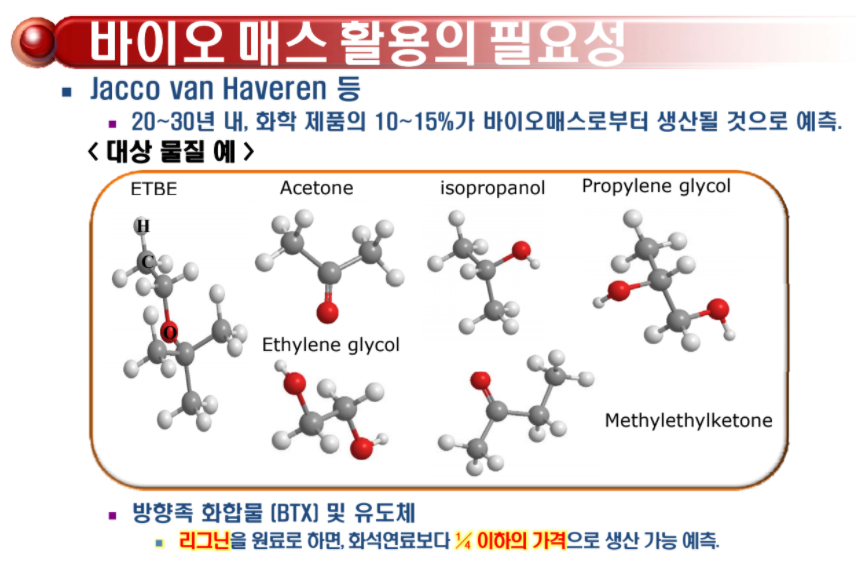 바이오 매스 활용의 필요성
Jacco van Haveren 등
20~30년 내, 화학 제품의 10~15%가 바이오매스로부터 생산될 것으로 예측.
< 대상 물질 예 >
ETBE
Acetone
isopropanol
Propylene glycol
H
C
O
Ethylene glycol
Methylethylketone
방향족 화합물 (BTX) 및 유도체
리그닌을 원료로 하면, 화석연료보다 ¼ 이하의 가격으로 생산 가능 예측.